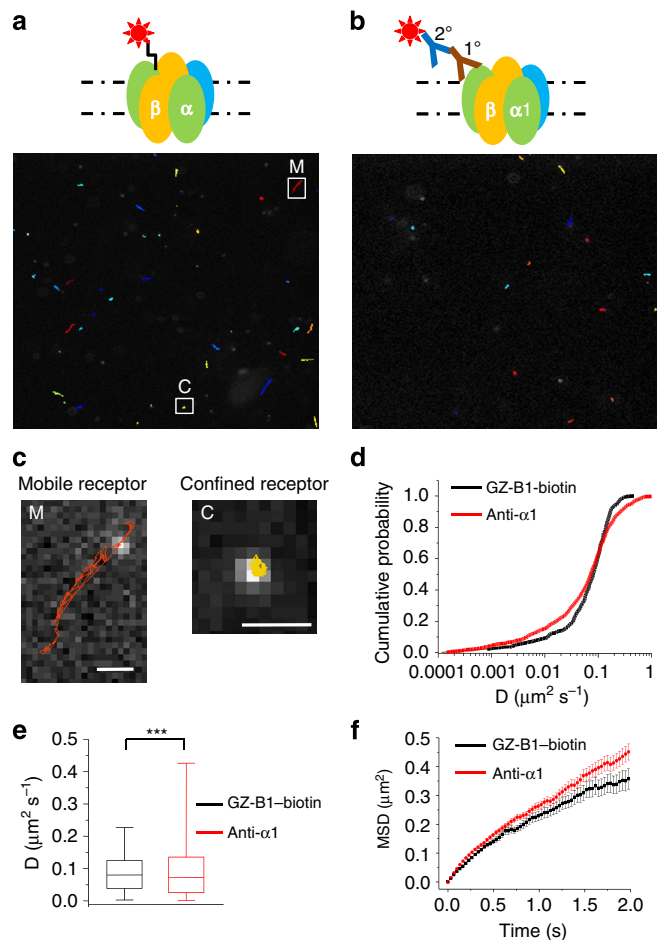 a
β
α
M
C
b
2°
1°
β
α1
c
Mobile receptor
M
Confined receptor
C
d
GZ-B1-biotin
Anti-α1
Cumulative probability
1.0
0.8
0.6
0.4
0.2
0
0.0001
0.001
0.01
0.1
1
D (μm² s⁻¹)
e
***
D (μm² s⁻¹)
0.5
0.4
0.3
0.2
0.1
0.0
GZ-B1–biotin
Anti-α1
f
GZ-B1–biotin
Anti-α1
MSD (μm²)
0.5
0.4
0.3
0.2
0.1
0
0.0
0.5
1.0
1.5
2.0
Time (s)